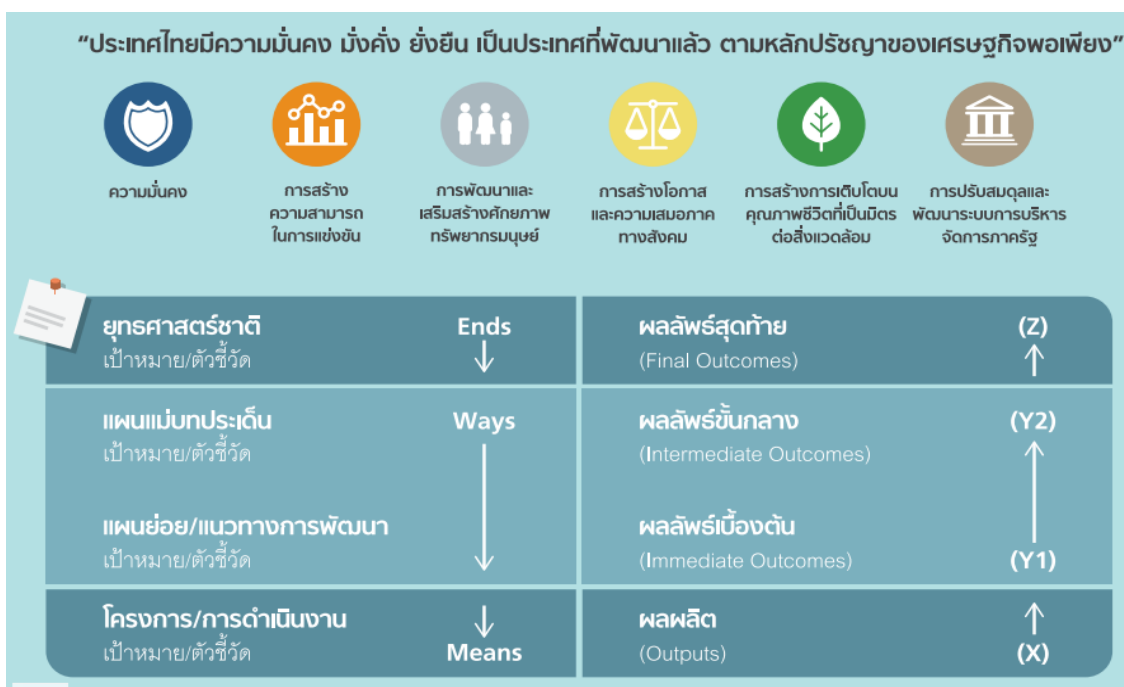 “ประเทศไทยมีความมั่นคง มั่งคั่ง ยั่งยืน เป็นประเทศที่พัฒนาแล้ว ตามหลักปรัชญาของเศรษฐกิจพอเพียง”
ความมั่นคง
การสร้าง
ความสามารถ
ในการแข่งขัน
การพัฒนาและ
เสริมสร้างศักยภาพ
ทรัพยากรมนุษย์
การสร้างโอกาส
และความเสมอภาค
ทางสังคม
การสร้างการเติบโตบน
คุณภาพชีวิตที่เป็นมิตร
ต่อสิ่งแวดล้อม
การปรับสมดุลและ
พัฒนาระบบการบริหาร
จัดการภาครัฐ
ยุทธศาสตร์ชาติ Ends ผลลัพธ์สุดท้าย (Z)
เป้าหมาย/ตัวชี้วัด (Final Outcomes)
แผนแม่บทประเด็น Ways ผลลัพธ์ขั้นกลาง (Y2)
เป้าหมาย/ตัวชี้วัด (Intermediate Outcomes)
แผนย่อย/แนวทางการพัฒนา ผลลัพธ์เบื้องต้น
เป้าหมาย/ตัวชี้วัด (Immediate Outcomes) (Y1)
โครงการ/การดำเนินงาน ผลผลิต
เป้าหมาย/ตัวชี้วัด Means (Outputs) (X)